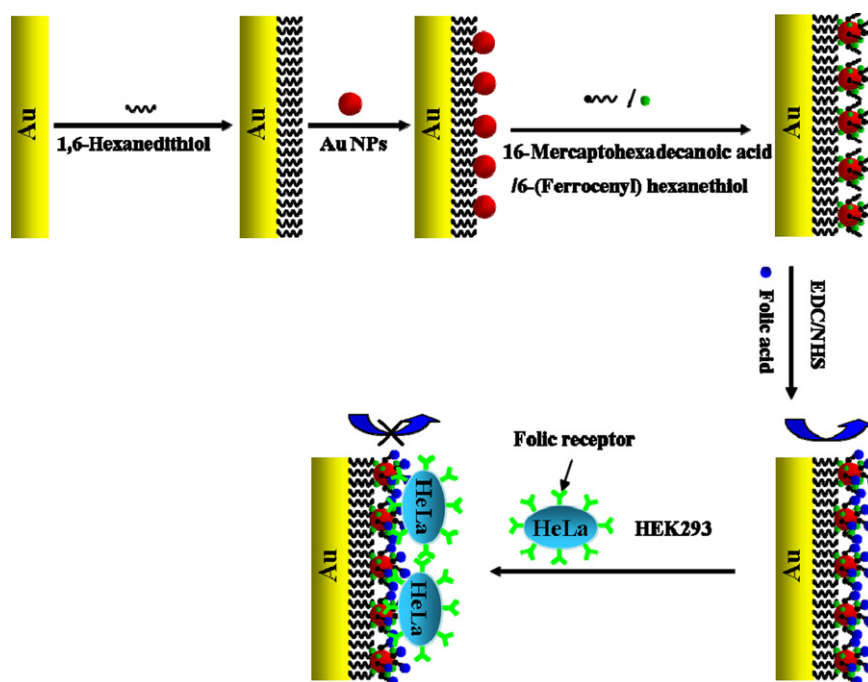 Au
1,6-Hexanedithiol
Au
Au NPs
Au
/
16-Mercaptohexadecanoic acid
/6-(Ferrocenyl) hexanethiol
Au
EDC/NHS
Folic acid
Au
Folic receptor
HeLa
HEK293
Au
HeLa
HeLa